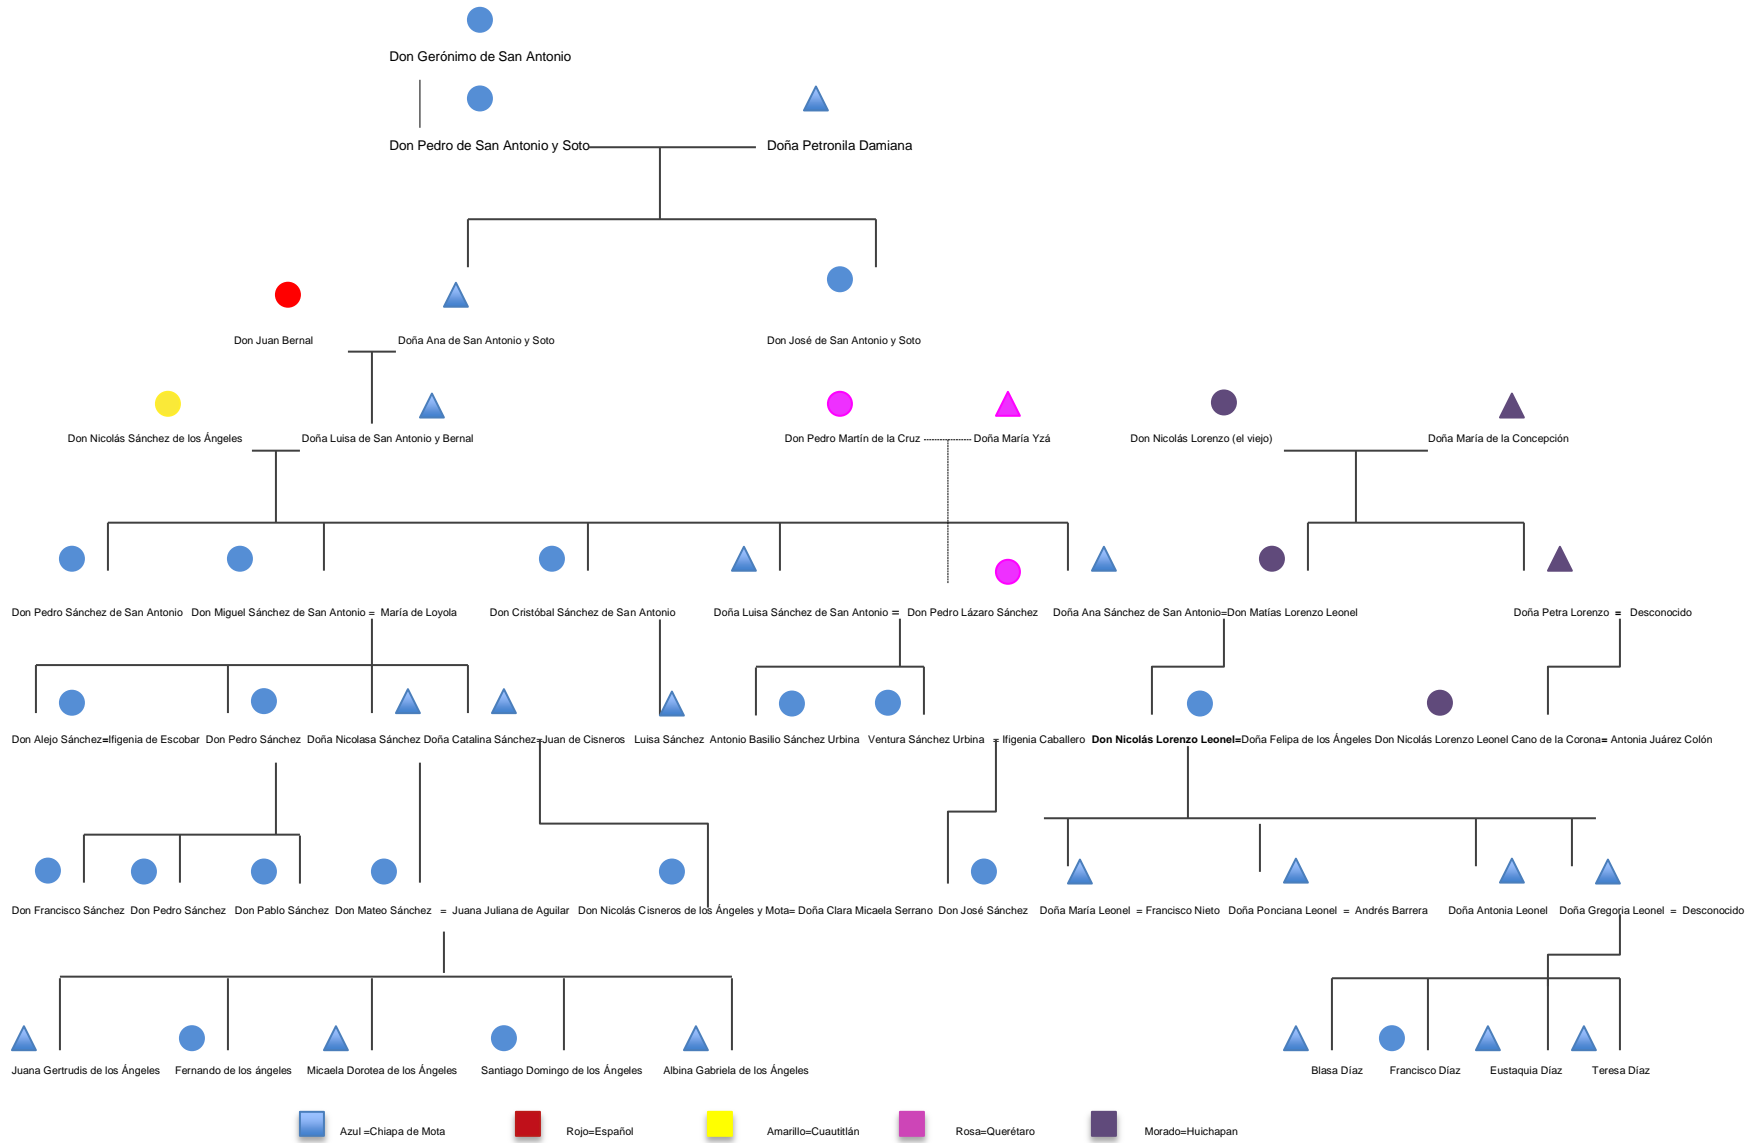 Don Gerónimo de San Antonio
Don Pedro de San Antonio y Soto Doña Petronila Damiana
Don Juan Bernal Doña Ana de San Antonio y Soto Don José de San Antonio y Soto
Don Nicolás Sánchez de los Ángeles Doña Luisa de San Antonio y Bernal Don Pedro Martín de la Cruz Doña María Yzá Don Nicolás Lorenzo (el viejo) Doña María de la Concepción
Don Pedro Sánchez de San Antonio Don Miguel Sánchez de San Antonio = María de Loyola Don Cristóbal Sánchez de San Antonio Doña Luisa Sánchez de San Antonio = Don Pedro Lázaro Sánchez Doña Ana Sánchez de San Antonio=Don Matías Lorenzo Leonel Doña Petra Lorenzo = Desconocido
Don Alejo Sánchez=Ifigenia de Escobar Don Pedro Sánchez Doña Nicolasa Sánchez Doña Catalina Sánchez=Juan de Cisneros Luisa Sánchez Antonio Basilio Sánchez Urbina Ventura Sánchez Urbina = Ifigenia Caballero Don Nicolás Lorenzo Leonel=Doña Felipa de los Ángeles Don Nicolás Lorenzo Leonel Cano de la Corona= Antonia Juárez Colón
Don Francisco Sánchez Don Pedro Sánchez Don Pablo Sánchez Don Mateo Sánchez = Juana Juliana de Aguilar Don Nicolás Cisneros de los Ángeles y Mota= Doña Clara Micaela Serrano Don José Sánchez Doña María Leonel = Francisco Nieto Doña Ponciana Leonel = Andrés Barrera Doña Antonia Leonel Doña Gregoria Leonel = Desconocido
Juana Gertrudis de los Ángeles Fernando de los ángeles Micaela Dorotea de los Ángeles Santiago Domingo de los Ángeles Albina Gabriela de los Ángeles Blasa Díaz Francisco Díaz Eustaquia Díaz Teresa Díaz
Azul =Chiapa de Mota Rojo=Español Amarillo=Cuautitlán Rosa=Querétaro Morado=Huichapan